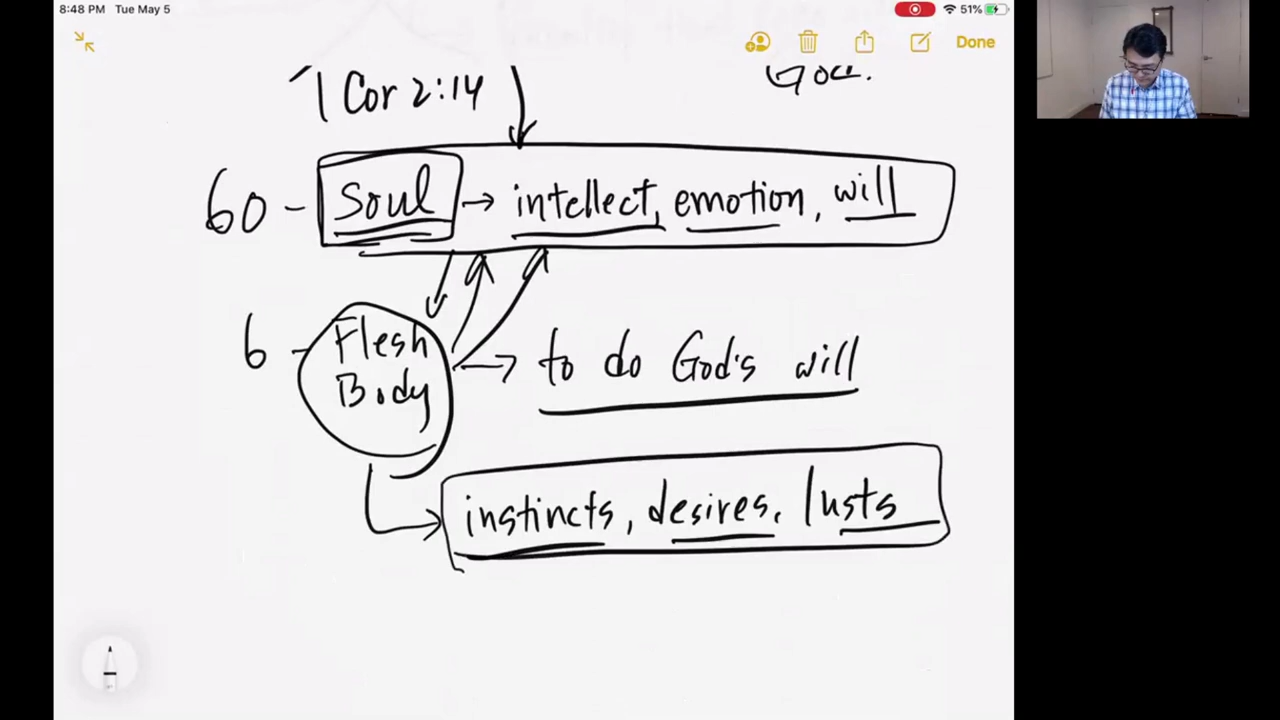 8:48 PM Tue May 5
51%
Done
God.
1 Cor 2:14
60 - Soul → intellect, emotion, will
6 - Flesh → to do God's will
Body
instincts, desires, lusts